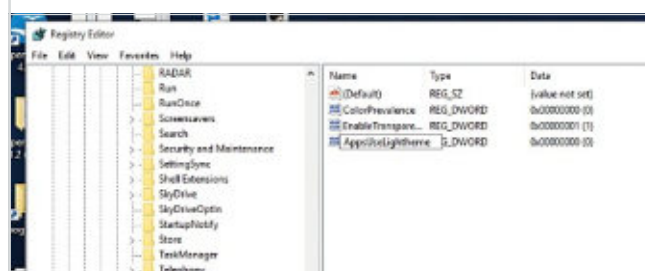 Registry Editor
File Edit View Favorites Help
Name Type Data
RADAR
Run
RunOnce
Screensavers
Search
Security and Maintenance
SettingSync
Shell Extensions
SkyDrive
SkyDriveOptIn
StartupNotify
Store
TaskManager
Telephony
(Default) REG_SZ (value not set)
ColorPrevalence REG_DWORD 0x00000000 (0)
EnableTranspare... REG_DWORD 0x00000001 (1)
AppsUseLighttheme G_DWORD 0x00000000 (0)